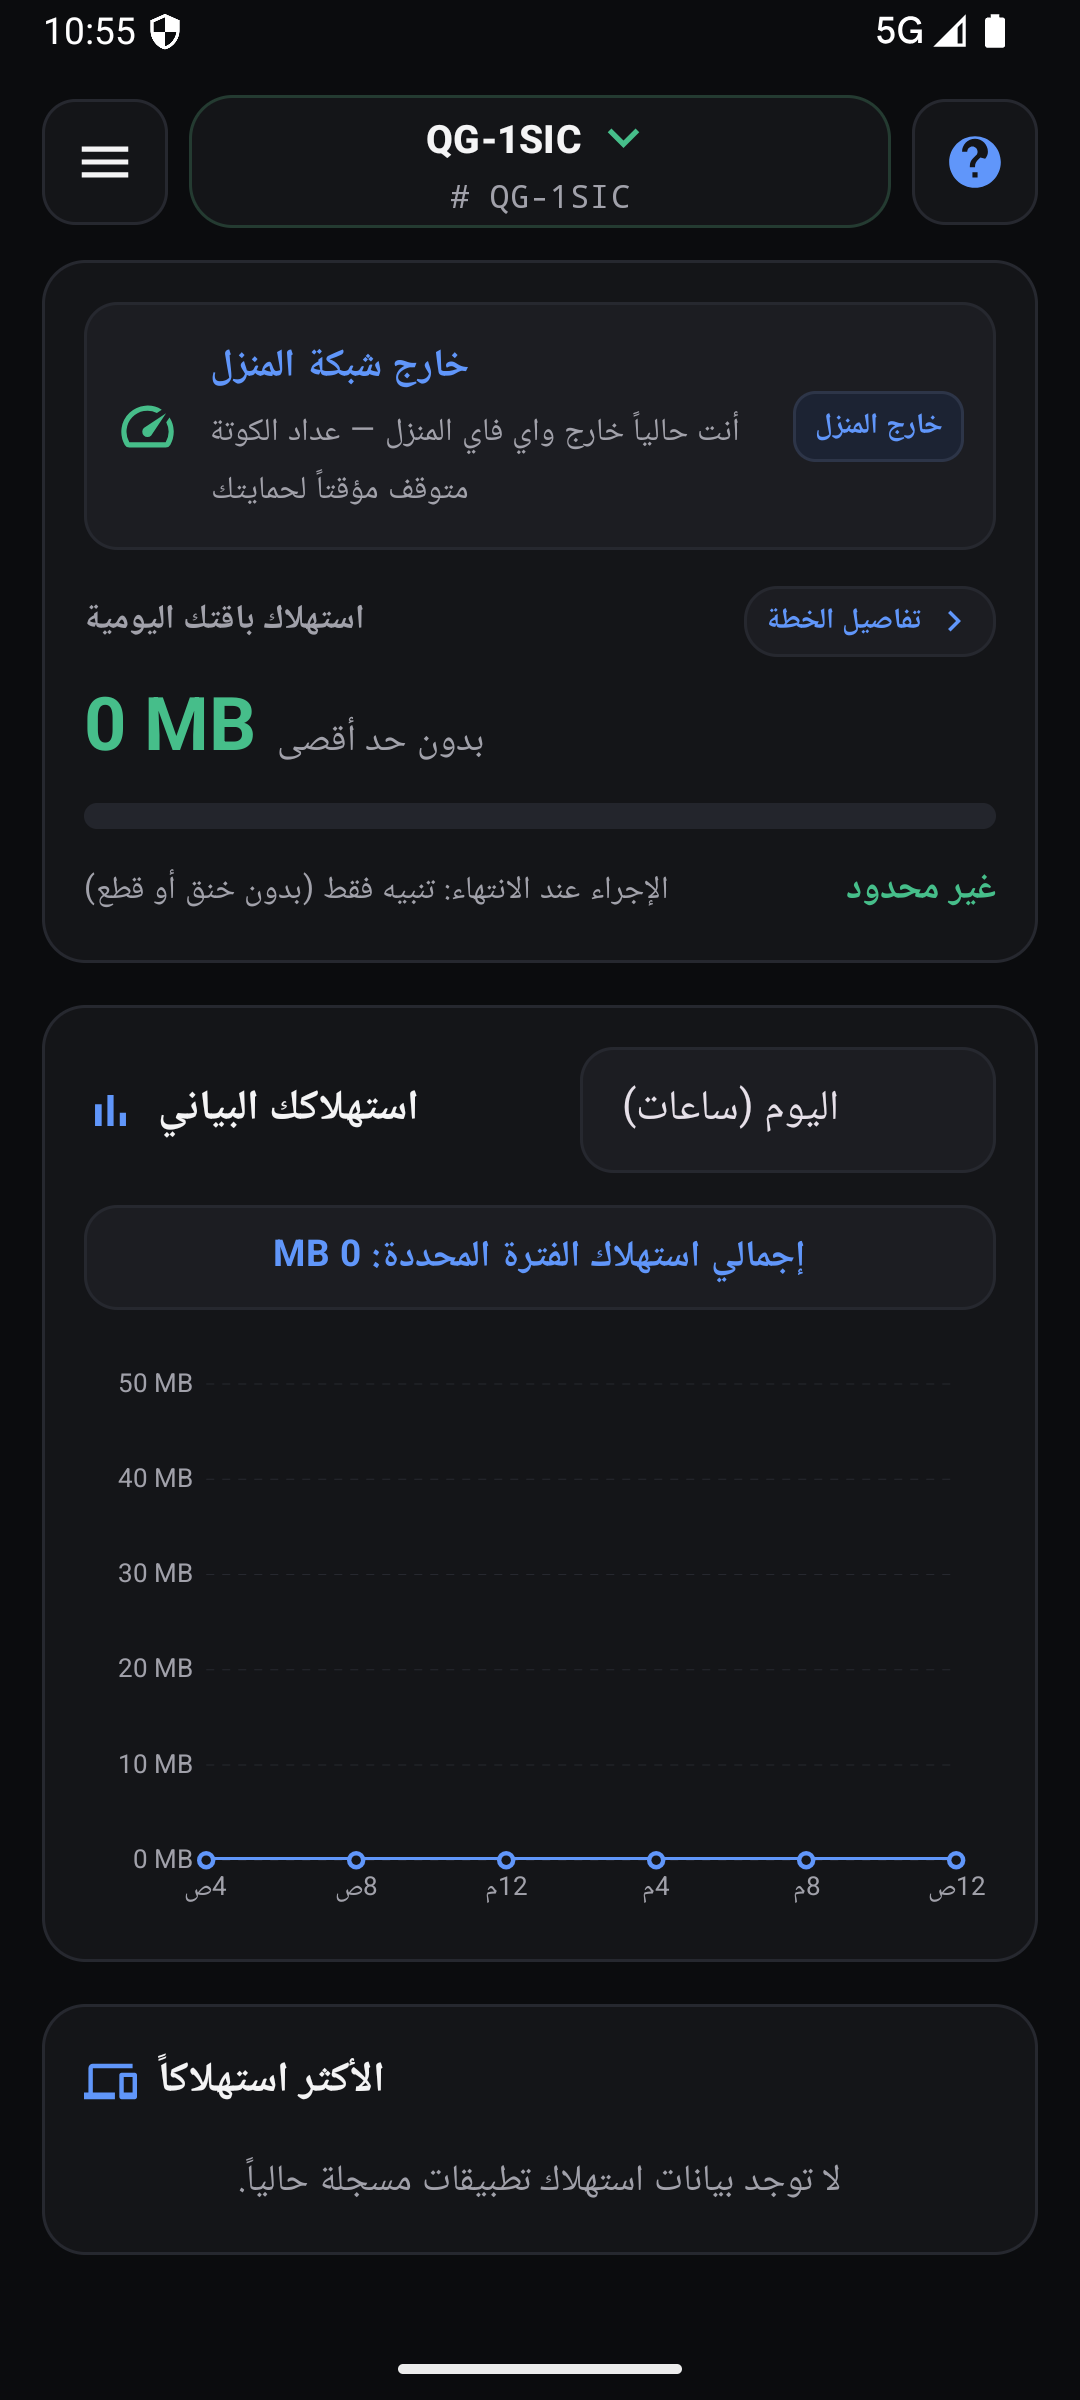 10:55
5G
QG-1SIC
# QG-1SIC
خارج شبكة المنزل
أنت حالياً خارج واي فاي المنزل — عداد الكوتة
متوقف مؤقتاً لحمايتك
خارج المنزل
استهلاك باقتك اليومية
تفاصيل الخطة
0 MB بدون حد أقصى
الإجراء عند الانتهاء: تنبيه فقط (بدون خنق أو قطع)
غير محدود
استهلاكك البياني
اليوم (ساعات)
إجمالي استهلاك الفترة المحددة: 0 MB
50 MB
40 MB
30 MB
20 MB
10 MB
0 MB
4ص 8ص 12م 4م 8م 12ص
الأكثر استهلاكاً
لا توجد بيانات استهلاك تطبيقات مسجلة حالياً.